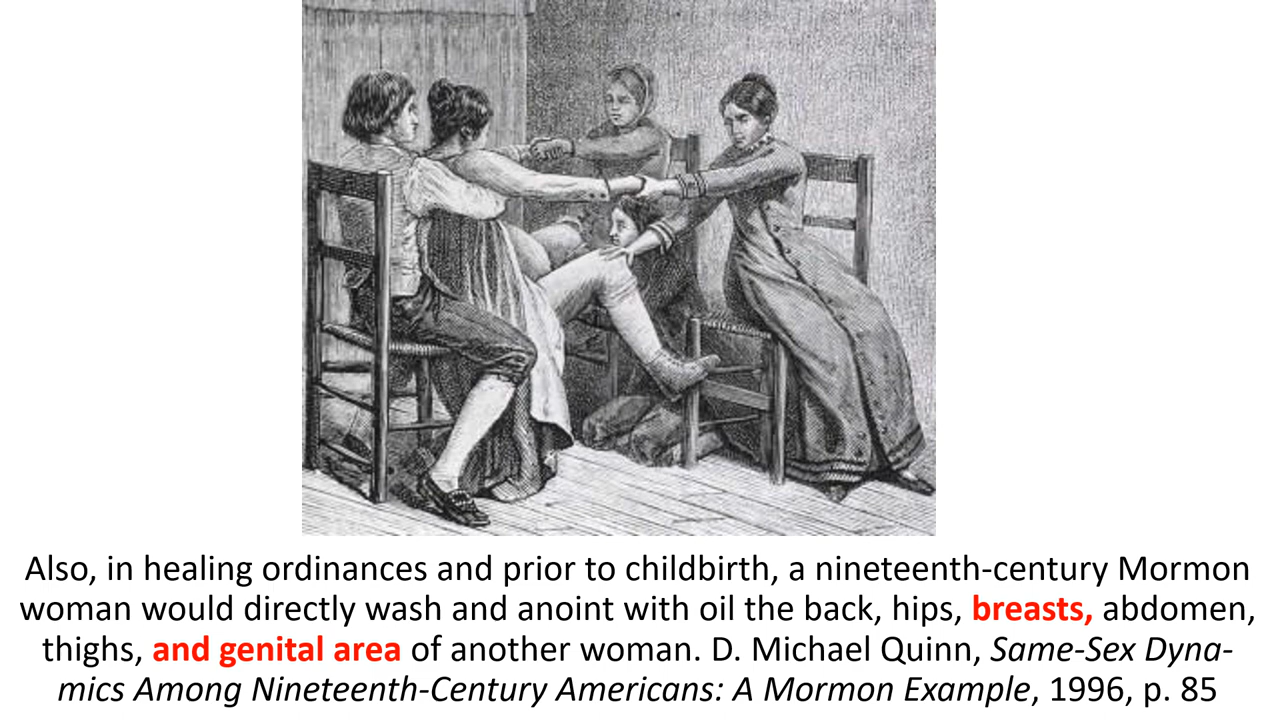 Also, in healing ordinances and prior to childbirth, a nineteenth-century Mormon
woman would directly wash and anoint with oil the back, hips, breasts, abdomen,
thighs, and genital area of another woman. D. Michael Quinn, Same-Sex Dyna-
mics Among Nineteenth-Century Americans: A Mormon Example, 1996, p. 85